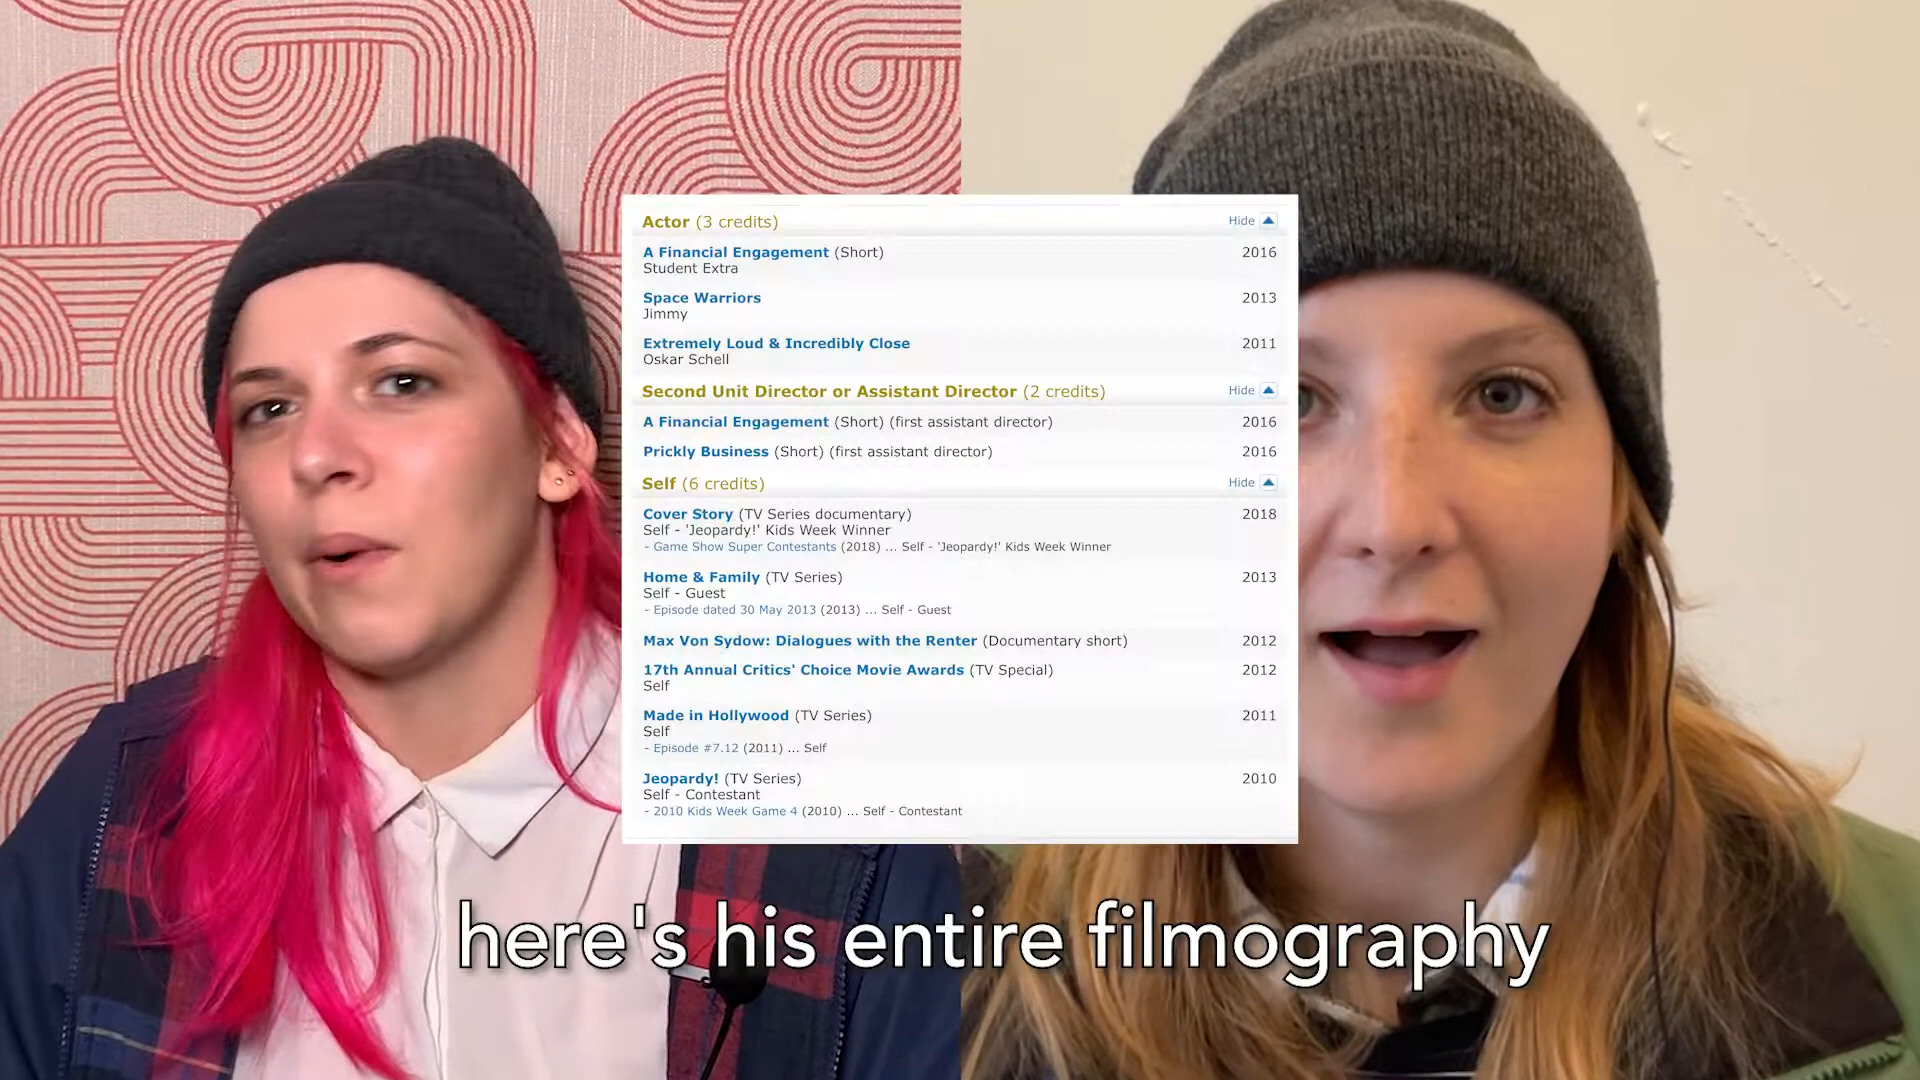 Actor (3 credits) Hide
A Financial Engagement (Short) 2016
Student Extra
Space Warriors 2013
Jimmy
Extremely Loud & Incredibly Close 2011
Oskar Schell
Second Unit Director or Assistant Director (2 credits) Hide
A Financial Engagement (Short) (first assistant director) 2016
Prickly Business (Short) (first assistant director) 2016
Self (6 credits) Hide
Cover Story (TV Series documentary) 2018
Self - 'Jeopardy!' Kids Week Winner
- Game Show Super Contestants (2018) ... Self - 'Jeopardy!' Kids Week Winner
Home & Family (TV Series) 2013
Self - Guest
- Episode dated 30 May 2013 (2013) ... Self - Guest
Max Von Sydow: Dialogues with the Renter (Documentary short) 2012
17th Annual Critics' Choice Movie Awards (TV Special) 2012
Self
Made in Hollywood (TV Series) 2011
Self
- Episode #7.12 (2011) ... Self
Jeopardy! (TV Series) 2010
Self - Contestant
- 2010 Kids Week Game 4 (2010) ... Self - Contestant
here's his entire filmography